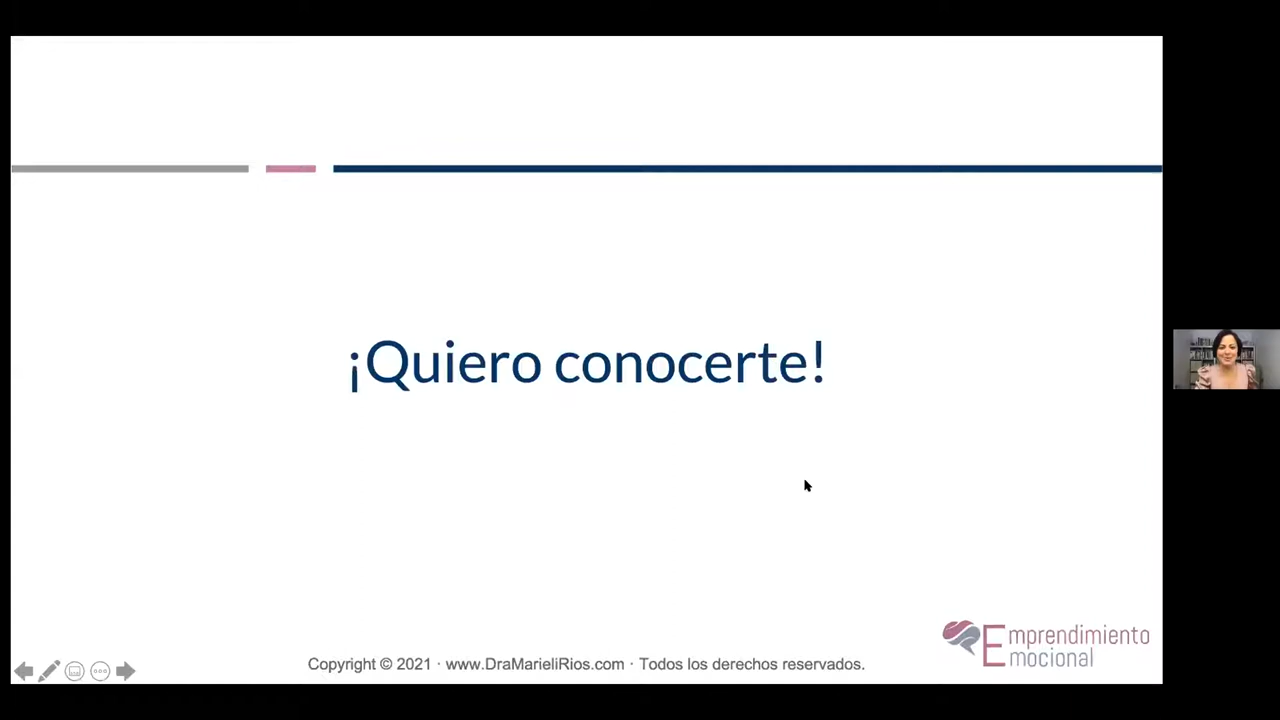 ¡Quiero conocerte!
Emprendimiento
Emocional
Copyright © 2021 · www.DraMarieliRios.com · Todos los derechos reservados.